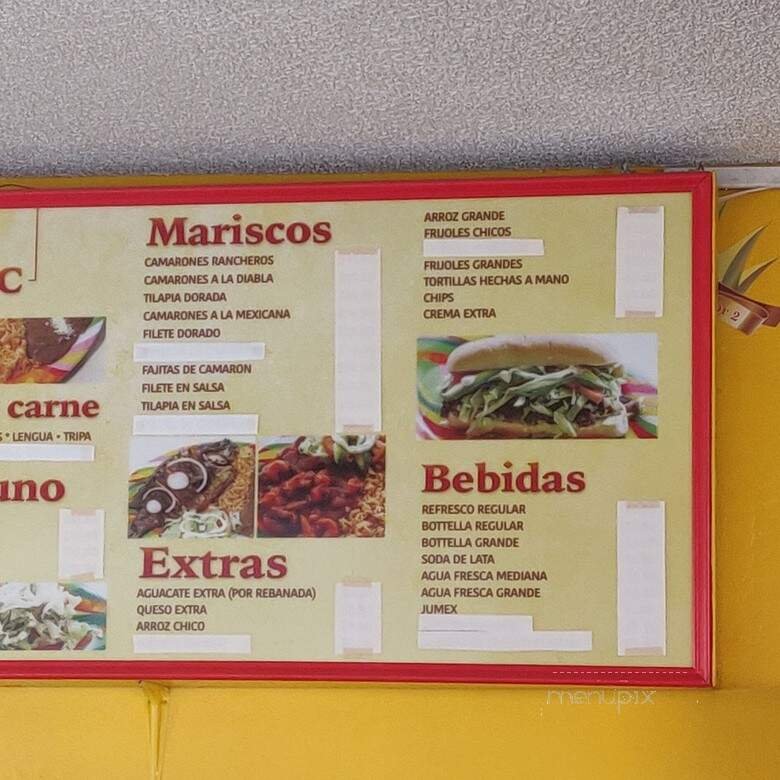 C
carne
S * LENGUA • TRIPA
uno
Mariscos
CAMARONES RANCHEROS
CAMARONES A LA DIABLA
TILAPIA DORADA
CAMARONES A LA MEXICANA
FILETE DORADO
FAJITAS DE CAMARON
FILETE EN SALSA
TILAPIA EN SALSA
Extras
AGUACATE EXTRA (POR REBANADA)
QUESO EXTRA
ARROZ CHICO
ARROZ GRANDE
FRIJOLES CHICOS
FRIJOLES GRANDES
TORTILLAS HECHAS A MANO
CHIPS
CREMA EXTRA
Bebidas
REFRESCO REGULAR
BOTTELLA REGULAR
BOTTELLA GRANDE
SODA DE LATA
AGUA FRESCA MEDIANA
AGUA FRESCA GRANDE
JUMEX
or 2
menupix